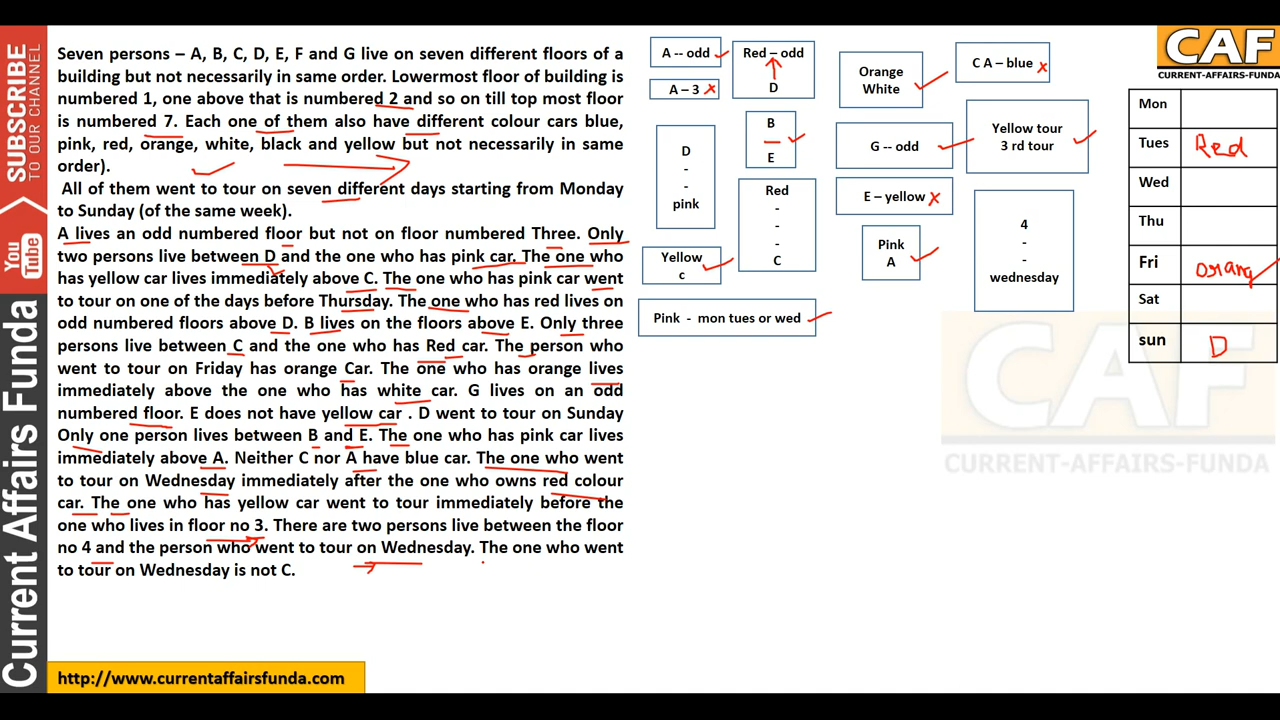 SUBSCRIBE
OUR CHANNEL
TO
You
Tube
Current Affairs Funda
Seven persons – A, B, C, D, E, F and G live on seven different floors of a
building but not necessarily in same order. Lowermost floor of building is
numbered 1, one above that is numbered 2 and so on till top most floor
is numbered 7. Each one of them also have different colour cars blue,
pink, red, orange, white, black and yellow but not necessarily in same
order).
All of them went to tour on seven different days starting from Monday
to Sunday (of the same week).
A lives an odd numbered floor but not on floor numbered Three. Only
two persons live between D and the one who has pink car. The one who
has yellow car lives immediately above C. The one who has pink car went
to tour on one of the days before Thursday. The one who has red lives on
odd numbered floors above D. B lives on the floors above E. Only three
persons live between C and the one who has Red car. The person who
went to tour on Friday has orange Car. The one who has orange lives
immediately above the one who has white car. G lives on an odd
numbered floor. E does not have yellow car . D went to tour on Sunday
Only one person lives between B and E. The one who has pink car lives
immediately above A. Neither C nor A have blue car. The one who went
to tour on Wednesday immediately after the one who owns red colour
car. The one who has yellow car went to tour immediately before the
one who lives in floor no 3. There are two persons live between the floor
no 4 and the person who went to tour on Wednesday. The one who went
to tour on Wednesday is not C.
http://www.currentaffairsfunda.com
A -- odd
A – 3
D
-
-
pink
Yellow
c
Pink - mon tues or wed
Red – odd
D
B
E
Red
-
-
-
C
Orange
White
G -- odd
E – yellow
Pink
A
C A – blue
Yellow tour
3 rd tour
4
-
-
wednesday
CAF
CURRENT-AFFAIRS-FUNDA
Mon
Tues Red
Wed
Thu
Fri orang
Sat
sun D
CAF
CURRENT-AFFAIRS-FUNDA